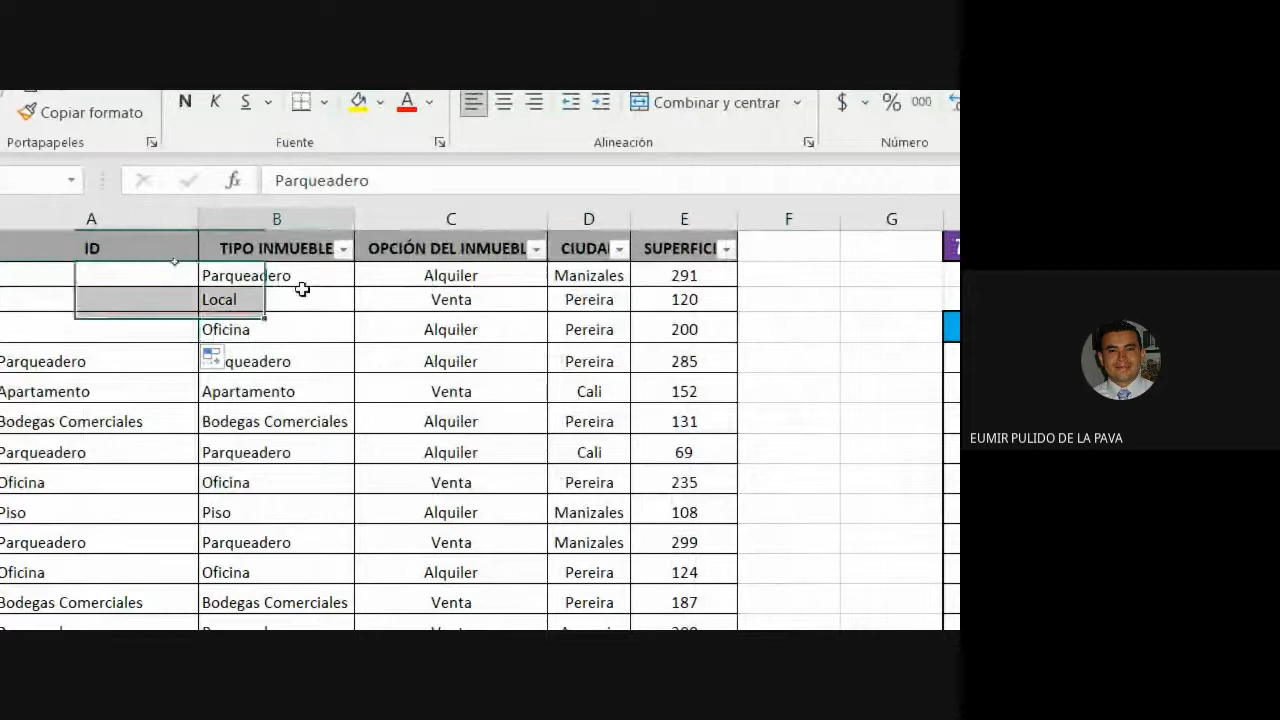 Copiar formato
N K S A Combinar y centrar $ % 000
Portapapeles Fuente Alineación Número
fx Parqueadero
A B C D E F G
ID TIPO INMUEBLE OPCIÓN DEL INMUEBL CIUDA SUPERFICI
Parqueadero Alquiler Manizales 291
Local Venta Pereira 120
Oficina Alquiler Pereira 200
Parqueadero queadero Alquiler Pereira 285
Apartamento Apartamento Venta Cali 152
Bodegas Comerciales Bodegas Comerciales Alquiler Pereira 131
Parqueadero Parqueadero Alquiler Cali 69
Oficina Oficina Venta Pereira 235
Piso Piso Alquiler Manizales 108
Parqueadero Parqueadero Venta Manizales 299
Oficina Oficina Alquiler Pereira 124
Bodegas Comerciales Bodegas Comerciales Venta Pereira 187
EUMIR PULIDO DE LA PAVA